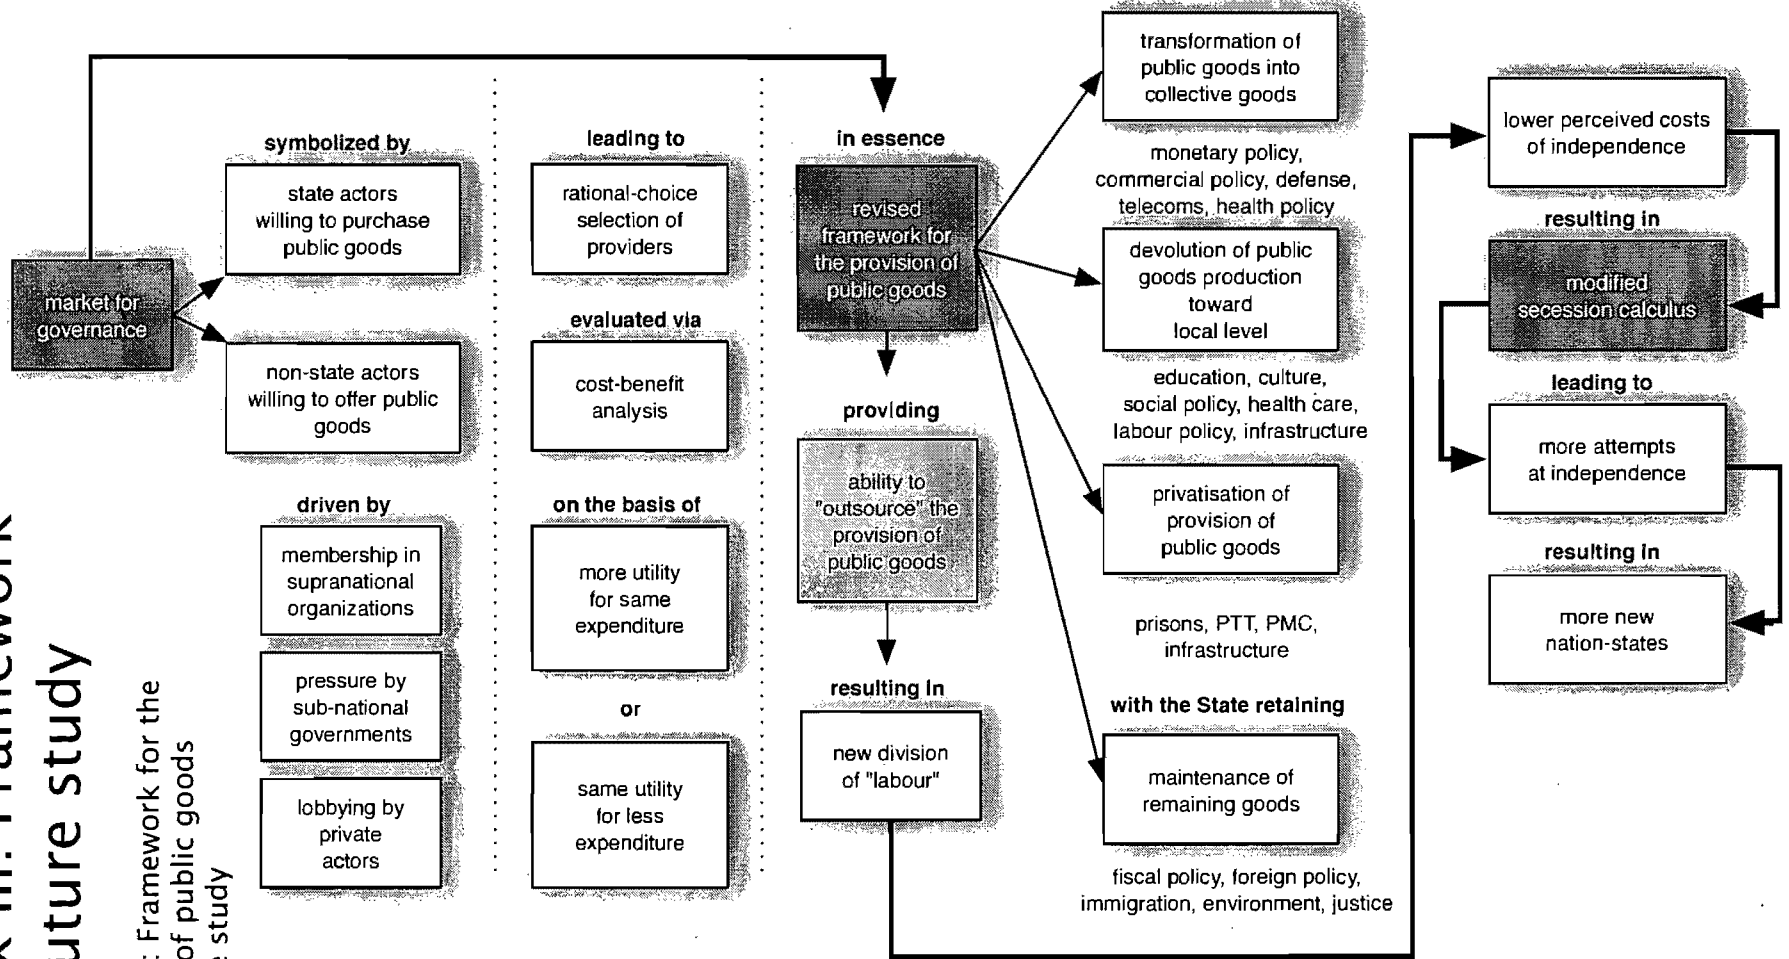 uture study
: Framework for the
of public goods
e study
market for
governance
symbolized by
state actors
willing to purchase
public goods
non-state actors
willing to offer public
goods
driven by
membership in
supranational
organizations
pressure by
sub-national
governments
lobbying by
private
actors
leading to
rational-choice
selection of
providers
evaluated via
cost-benefit
analysis
on the basis of
more utility
for same
expenditure
or
same utility
for less
expenditure
in essence
revised
framework for
the provision of
public goods
providing
ability to
"outsource" the
provision of
public goods
resulting in
new division
of "labour"
transformation of
public goods into
collective goods
monetary policy,
commercial policy, defense,
telecoms, health policy
devolution of public
goods production
toward
local level
education, culture,
social policy, health care,
labour policy, infrastructure
privatisation of
provision of
public goods
prisons, PTT, PMC,
infrastructure
with the State retaining
maintenance of
remaining goods
fiscal policy, foreign policy,
immigration, environment, justice
lower perceived costs
of independence
resulting in
modified
secession calculus
leading to
more attempts
at independence
resulting in
more new
nation-states